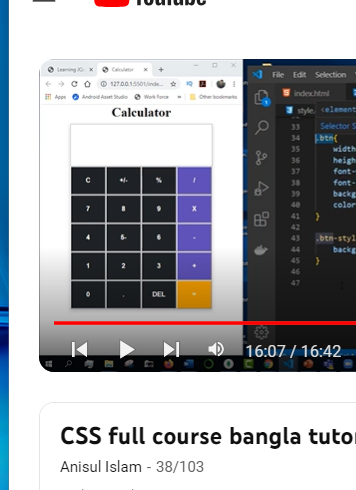 YouTube
Learning /Cu
Calculator
127.0.0.1:5501/inde...
Apps
Android Asset Studio
Work Force
Other bookmarks
Calculator
C +/- % /
7 8 9 X
4 5- 6 -
1 2 3 +
0 . DEL =
File Edit Selection
index.html
style.
<element
Selector S
33
34 .btn{
35 width
36 heigh
37 font-
38 font-
39 backg
40 color
41 }
42
43 .btn-styl
44 backg
45 }
46
47
16:07 / 16:42
CSS full course bangla tutor
Anisul Islam - 38/103